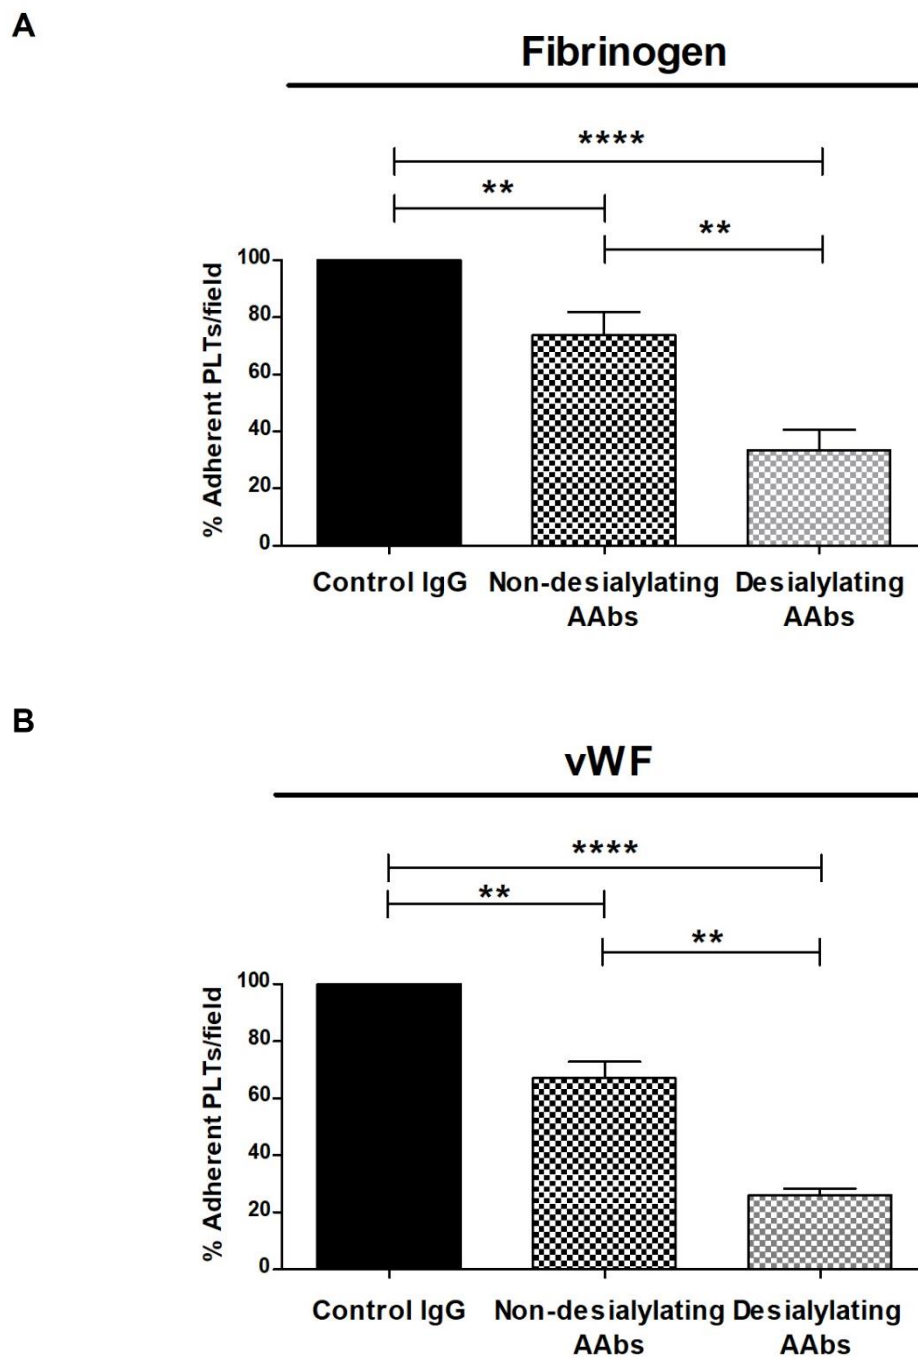 A
Fibrinogen
****
**
**
% Adherent PLTs/field
100
80
60
40
20
0
Control IgG Non-desialylating Desialylating
AAbs AAbs
B
vWF
****
**
**
% Adherent PLTs/field
100
80
60
40
20
0
Control IgG Non-desialylating Desialylating
AAbs AAbs